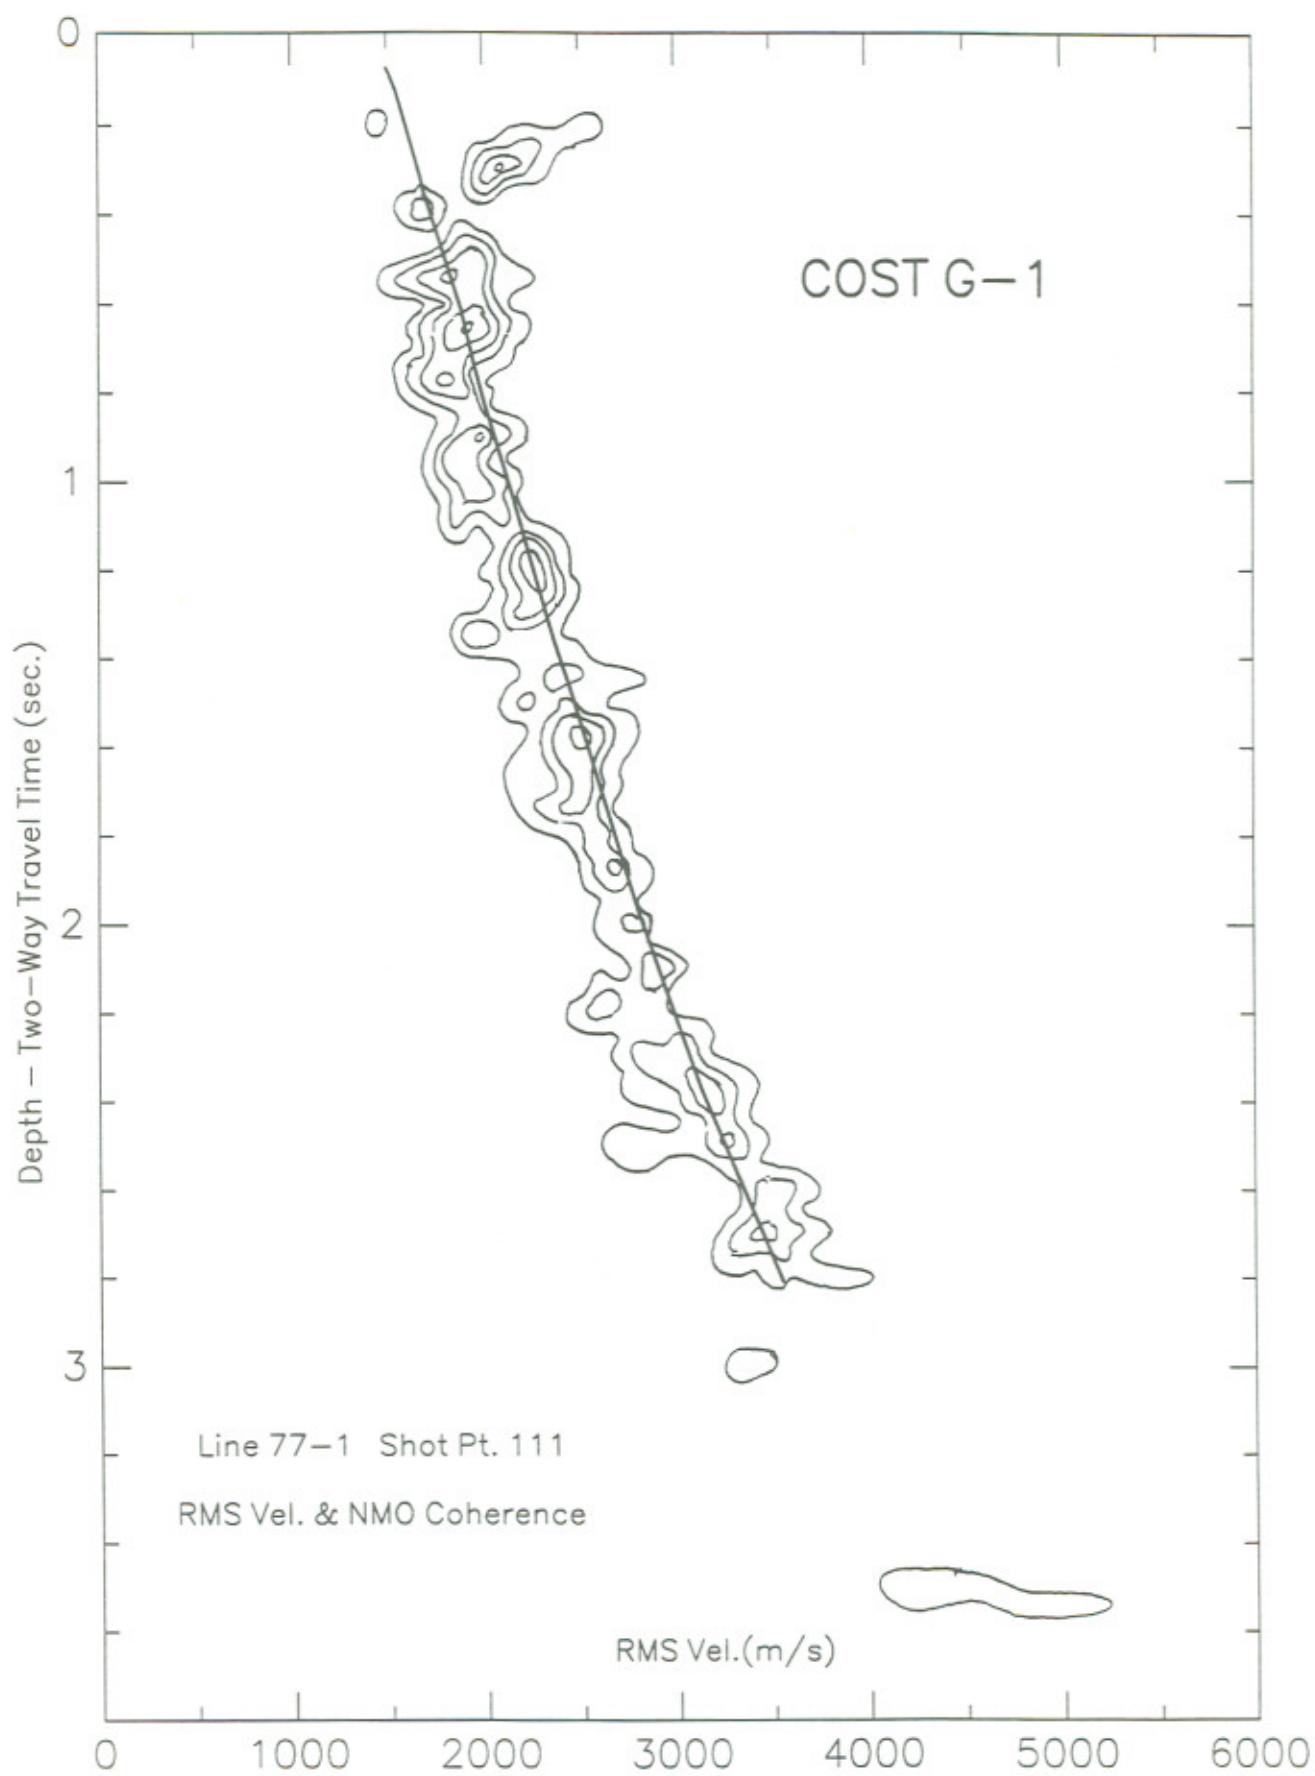 0
COST G-1
1
Depth - Two-Way Travel Time (sec.)
2
3
Line 77-1 Shot Pt. 111
RMS Vel. & NMO Coherence
RMS Vel.(m/s)
0 1000 2000 3000 4000 5000 6000